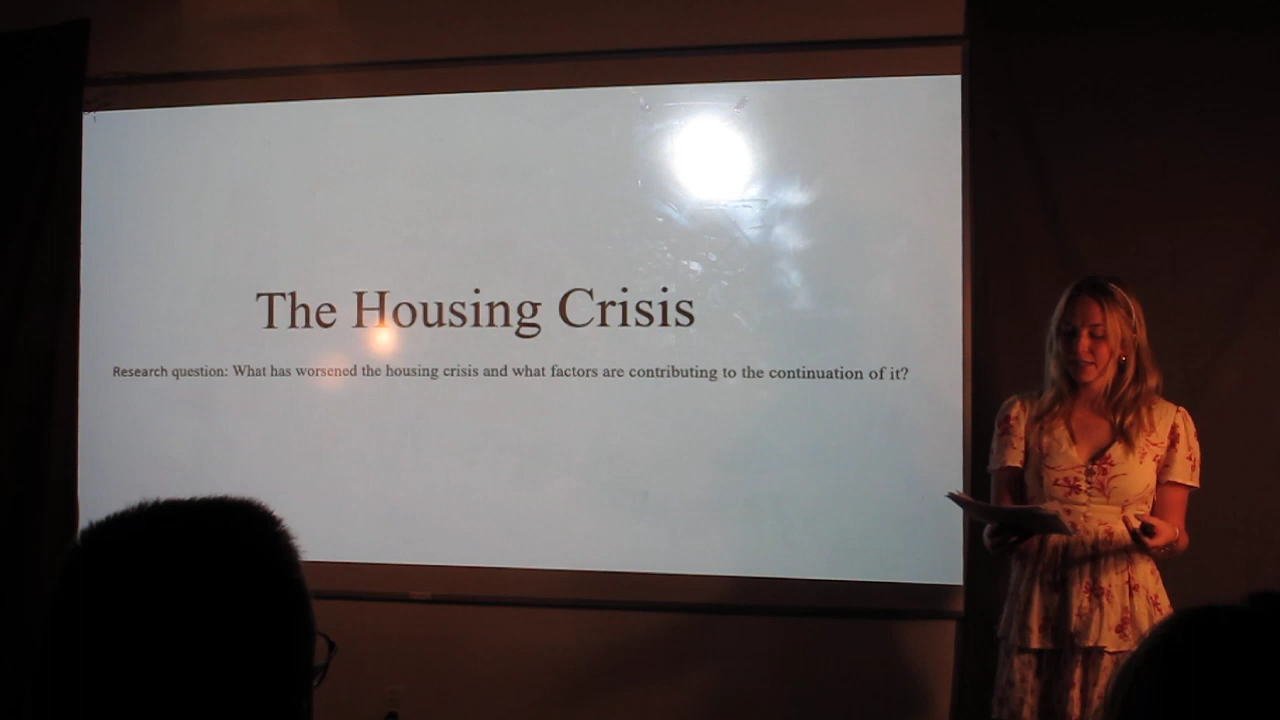 The Housing Crisis
Research question: What has worsened the housing crisis and what factors are contributing to the continuation of it?